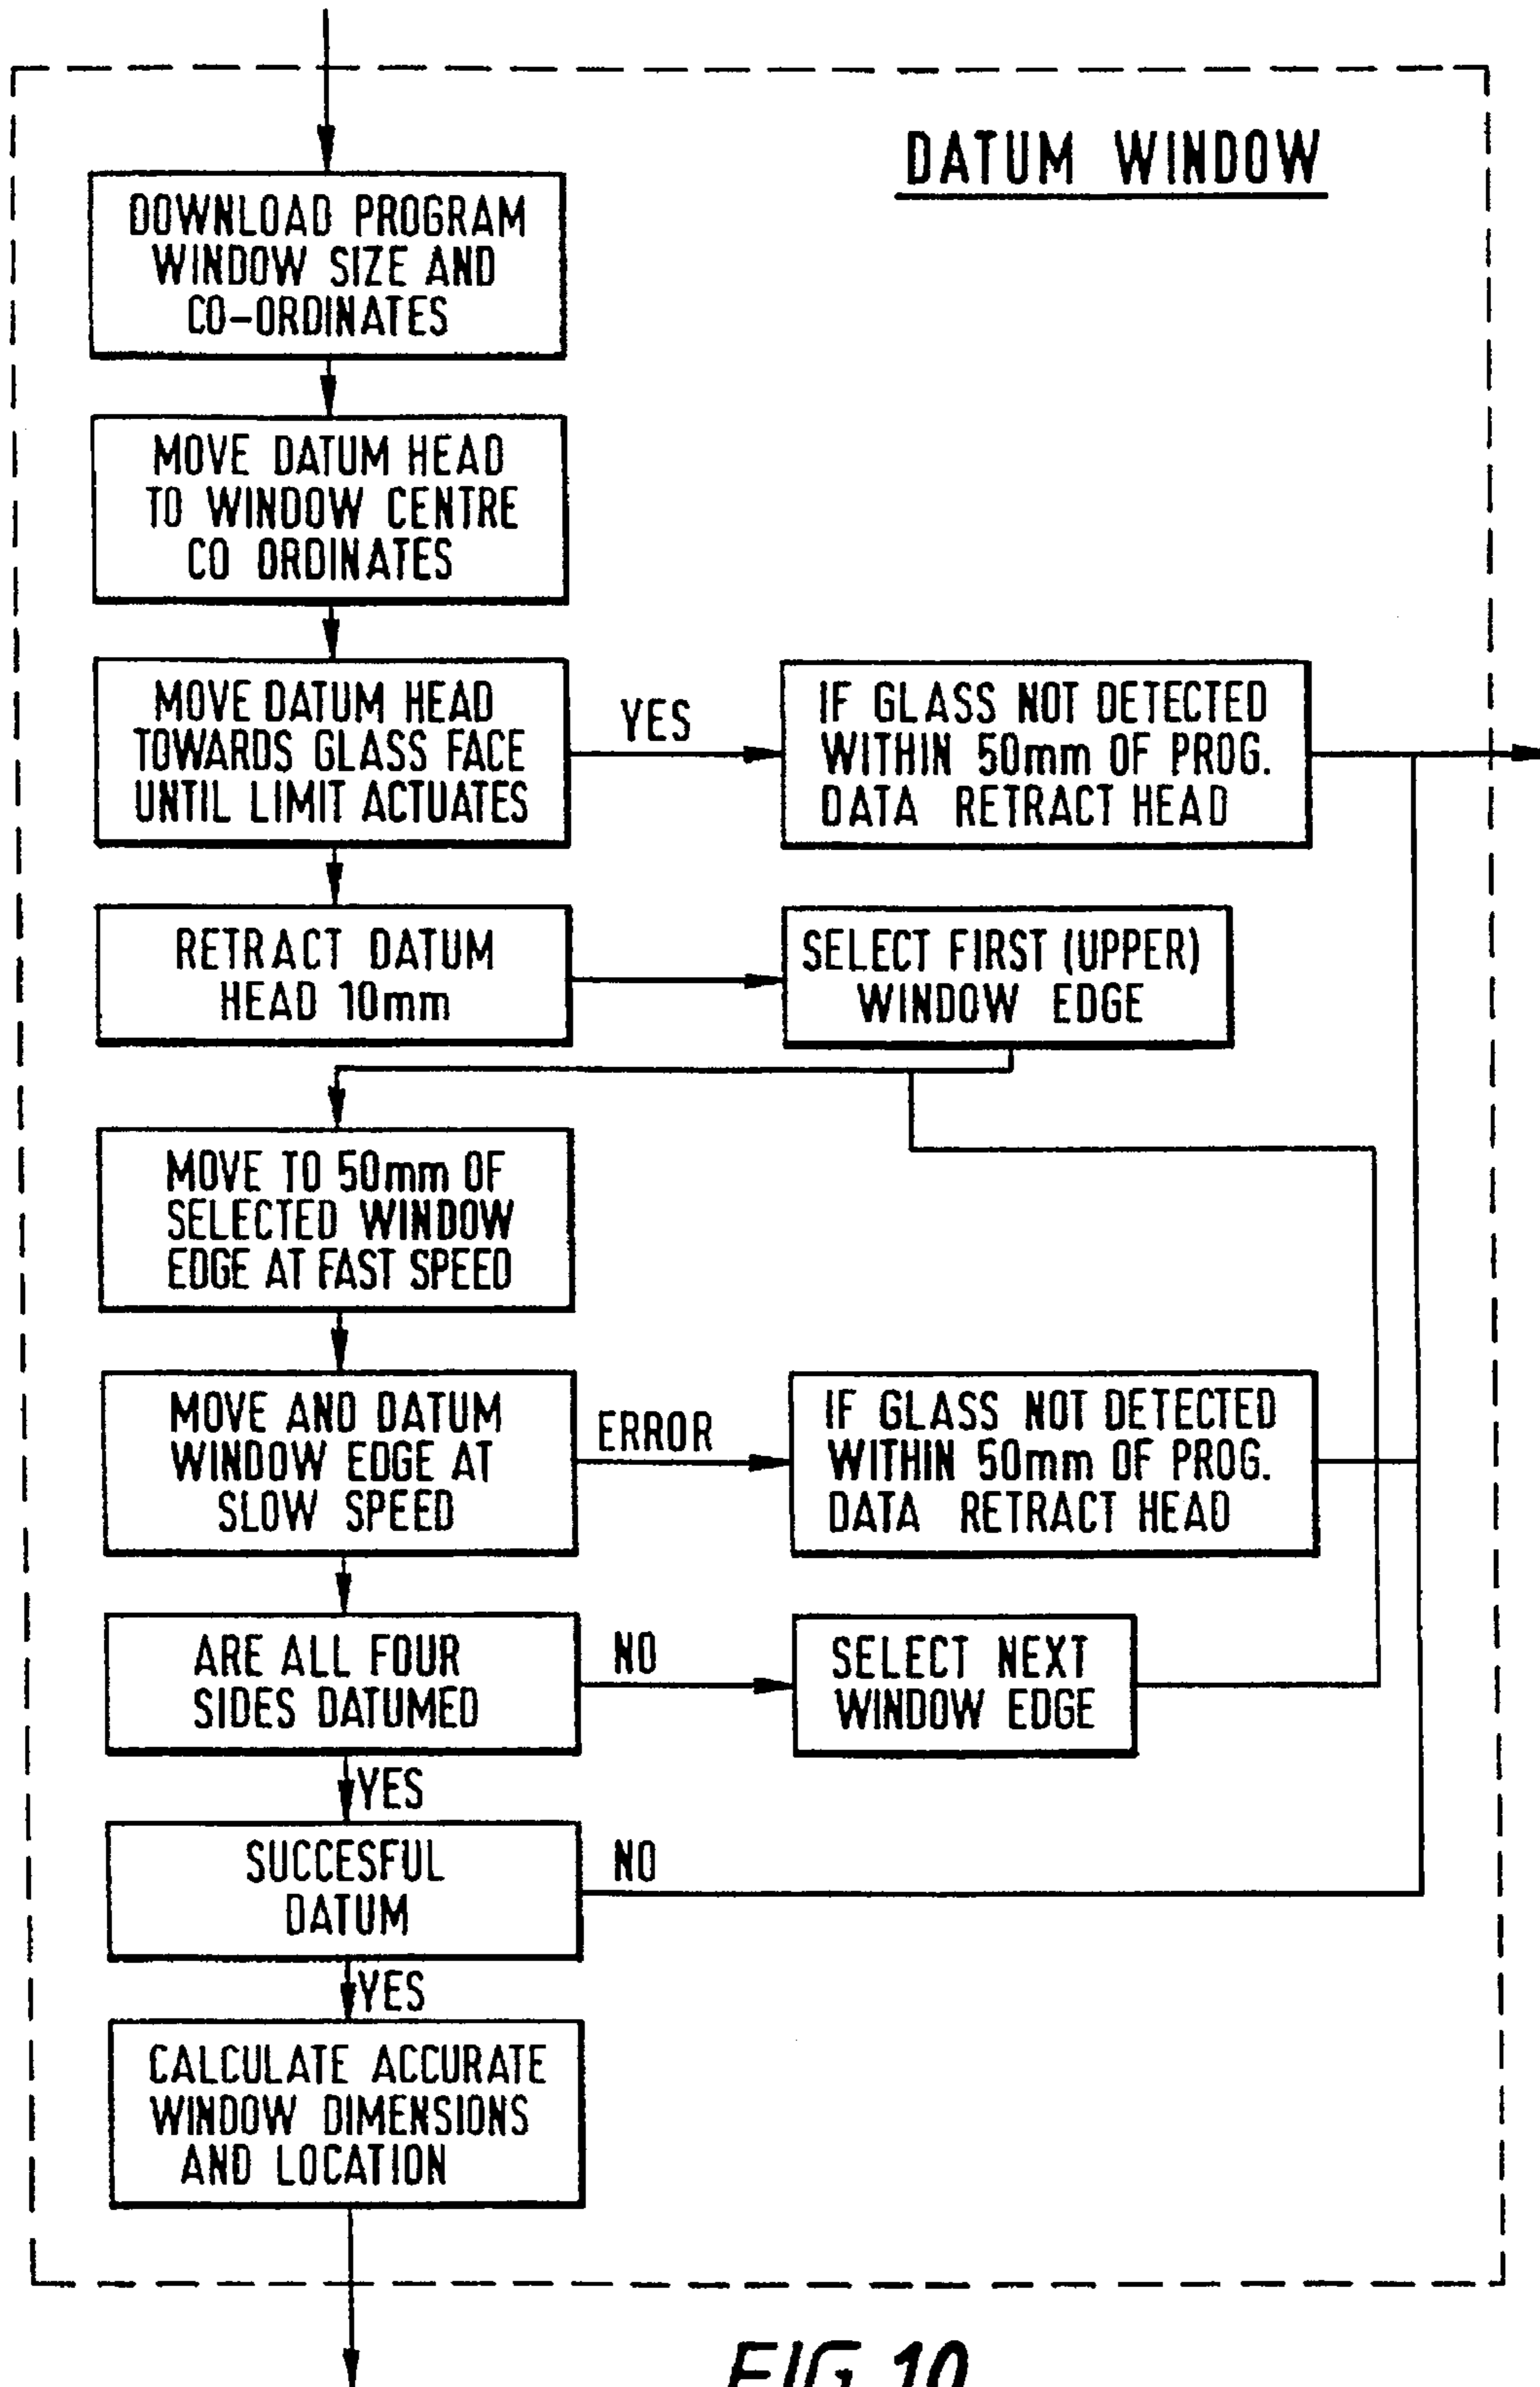 DATUM WINDOW
DOWNLOAD PROGRAM
WINDOW SIZE AND
CO-ORDINATES
MOVE DATUM HEAD
TO WINDOW CENTRE
CO ORDINATES
MOVE DATUM HEAD
TOWARDS GLASS FACE
UNTIL LIMIT ACTUATES
YES
IF GLASS NOT DETECTED
WITHIN 50mm OF PROG.
DATA RETRACT HEAD
RETRACT DATUM
HEAD 10mm
SELECT FIRST (UPPER)
WINDOW EDGE
MOVE TO 50mm OF
SELECTED WINDOW
EDGE AT FAST SPEED
MOVE AND DATUM
WINDOW EDGE AT
SLOW SPEED
ERROR
IF GLASS NOT DETECTED
WITHIN 50mm OF PROG.
DATA RETRACT HEAD
ARE ALL FOUR
SIDES DATUMED
NO
SELECT NEXT
WINDOW EDGE
YES
SUCCESFUL
DATUM
NO
YES
CALCULATE ACCURATE
WINDOW DIMENSIONS
AND LOCATION
FIG.10